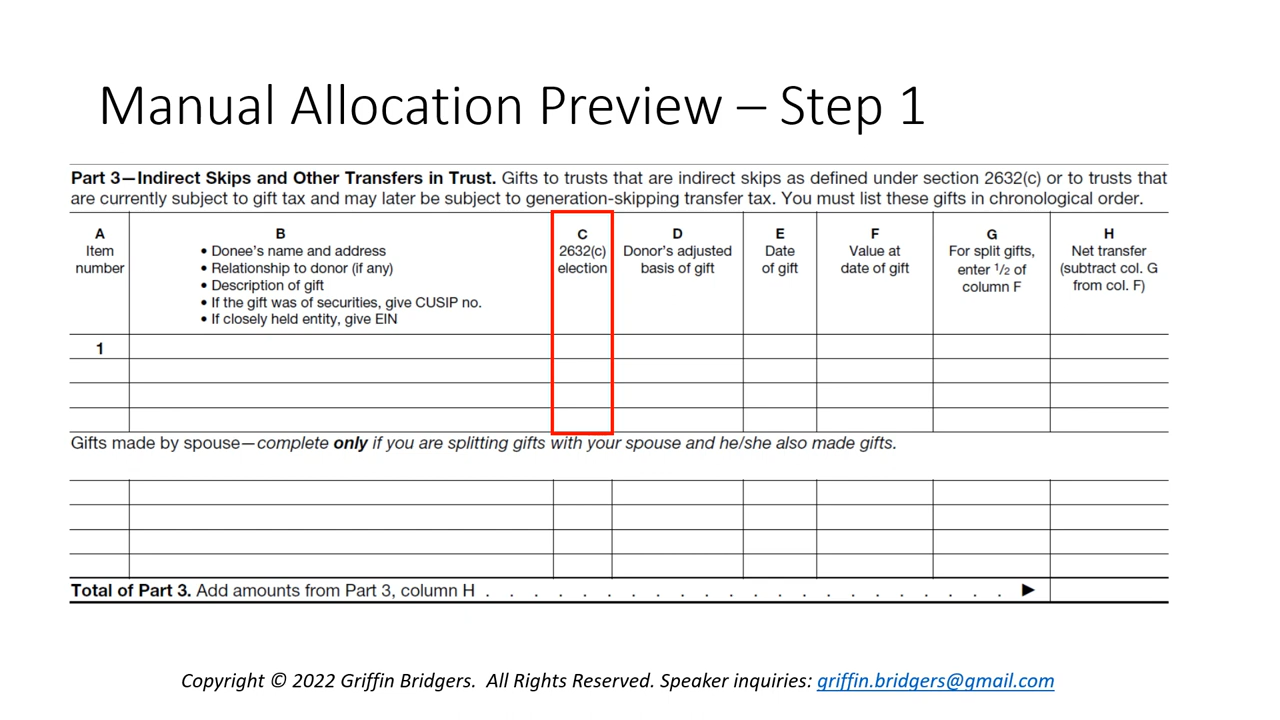 Manual Allocation Preview – Step 1
Part 3—Indirect Skips and Other Transfers in Trust. Gifts to trusts that are indirect skips as defined under section 2632(c) or to trusts that
are currently subject to gift tax and may later be subject to generation-skipping transfer tax. You must list these gifts in chronological order.
A
Item
number
B
• Donee's name and address
• Relationship to donor (if any)
• Description of gift
• If the gift was of securities, give CUSIP no.
• If closely held entity, give EIN
C
2632(c)
election
D
Donor's adjusted
basis of gift
E
Date
of gift
F
Value at
date of gift
G
For split gifts,
enter 1/2 of
column F
H
Net transfer
(subtract col. G
from col. F)
1
Gifts made by spouse—complete only if you are splitting gifts with your spouse and he/she also made gifts.
Total of Part 3. Add amounts from Part 3, column H . . . . . . . . . . . . . . . . . . . . . . ▶
Copyright © 2022 Griffin Bridgers. All Rights Reserved. Speaker inquiries: griffin.bridgers@gmail.com